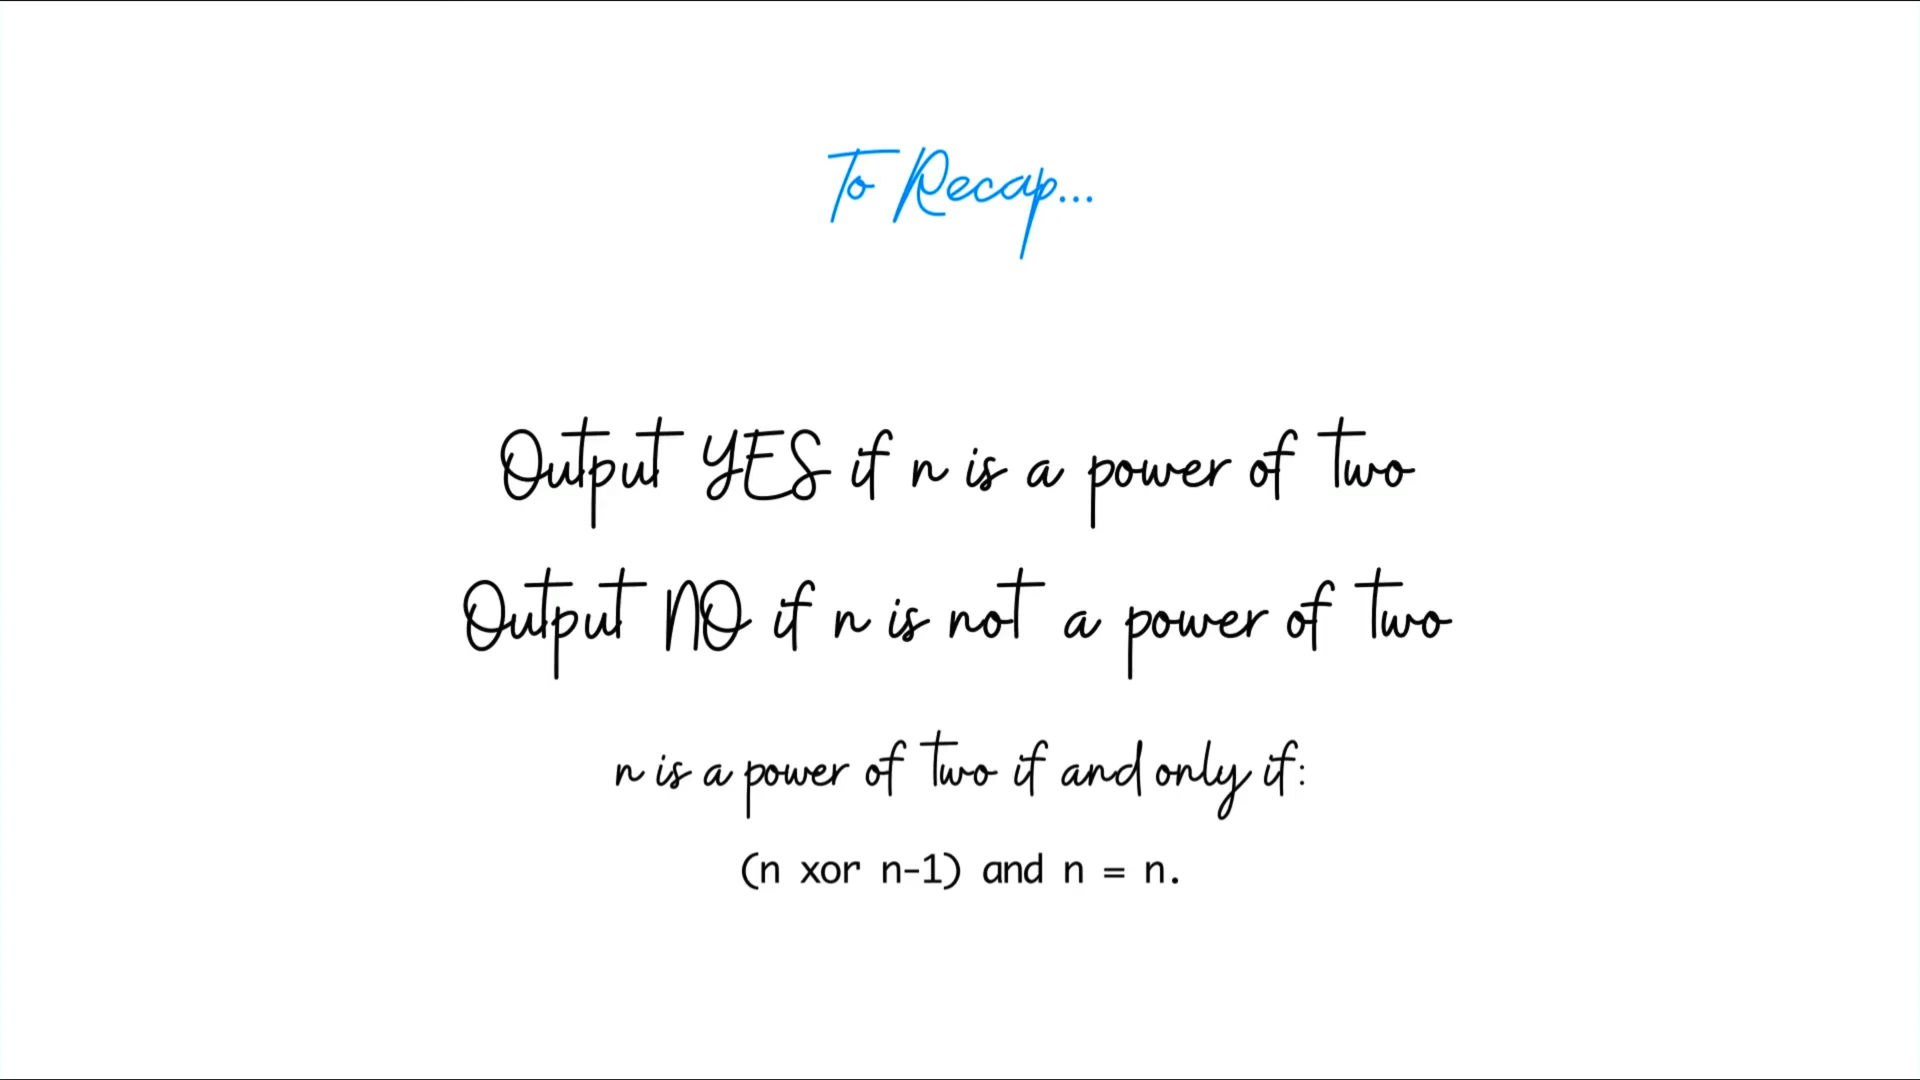 To Recap...
Output YES if n is a power of two
Output NO if n is not a power of two
n is a power of two if and only if:
(n xor n-1) and n = n.